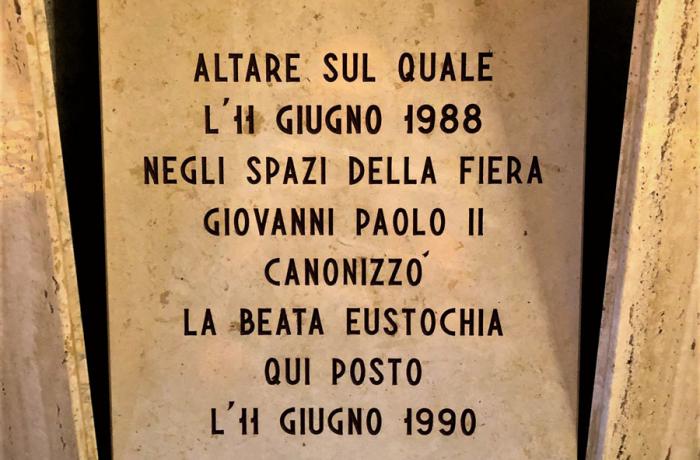 ALTARE SUL QUALE
L'11 GIUGNO 1988
NEGLI SPAZI DELLA FIERA
GIOVANNI PAOLO II
CANONIZZO'
LA BEATA EUSTOCHIA
QUI POSTO
L'11 GIUGNO 1990